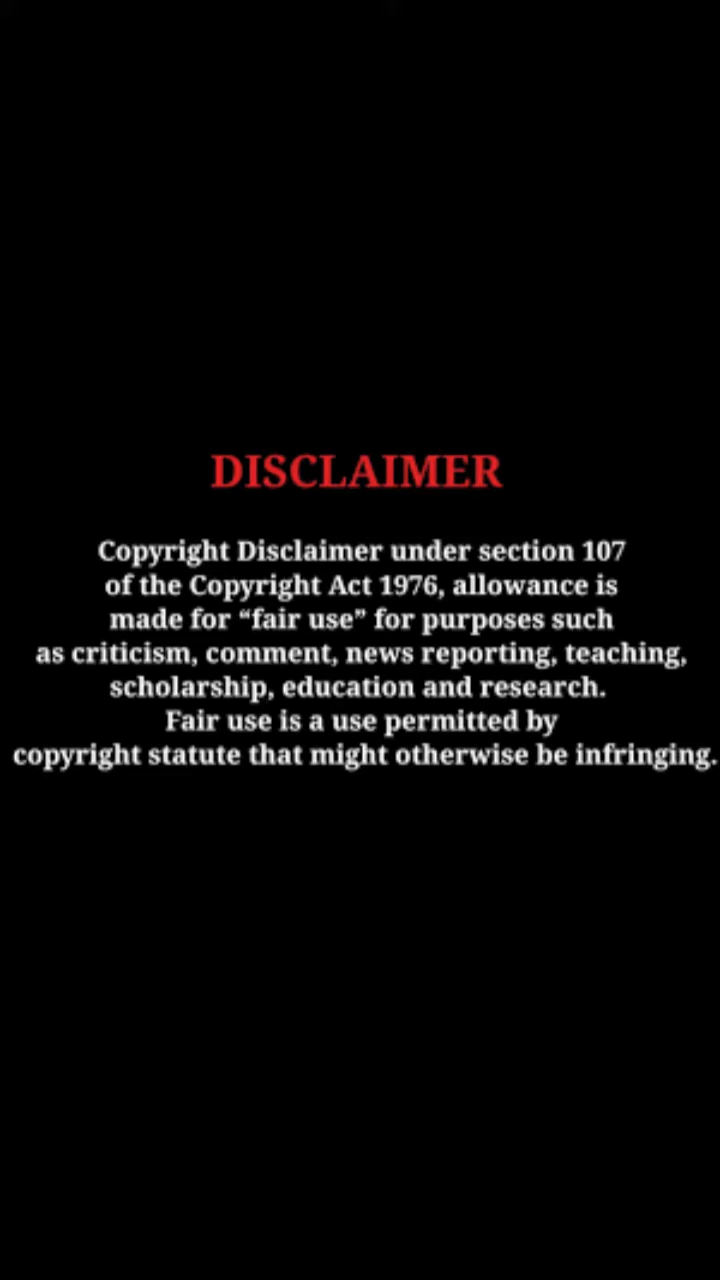 DISCLAIMER
Copyright Disclaimer under section 107
of the Copyright Act 1976, allowance is
made for “fair use” for purposes such
as criticism, comment, news reporting, teaching,
scholarship, education and research.
Fair use is a use permitted by
copyright statute that might otherwise be infringing.